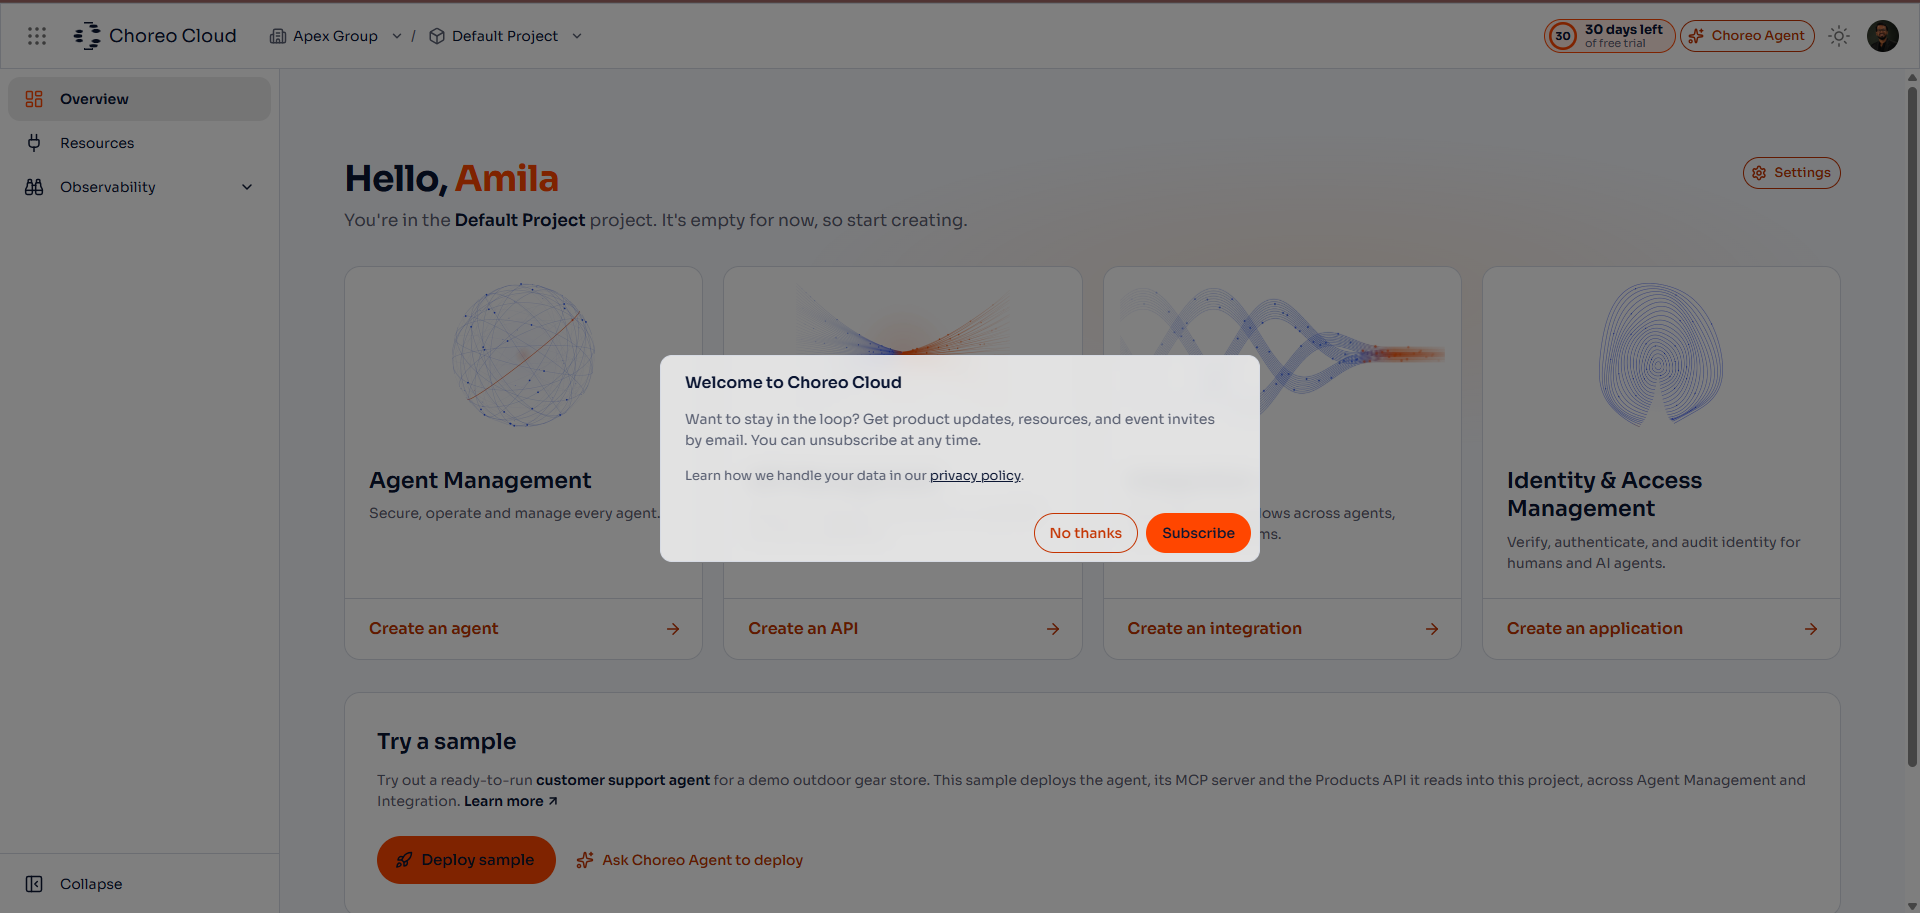 Choreo Cloud
Apex Group / Default Project
30 30 days left
of free trial
Choreo Agent
Overview
Resources
Observability
Hello, Amila
Settings
You're in the Default Project project. It's empty for now, so start creating.
Welcome to Choreo Cloud
Want to stay in the loop? Get product updates, resources, and event invites
by email. You can unsubscribe at any time.
Learn how we handle your data in our privacy policy.
No thanks
Subscribe
Agent Management
Secure, operate and manage every agent.
across agents,
Identity & Access
Management
Verify, authenticate, and audit identity for
humans and AI agents.
Create an agent
Create an API
Create an integration
Create an application
Try a sample
Try out a ready-to-run customer support agent for a demo outdoor gear store. This sample deploys the agent, its MCP server and the Products API it reads into this project, across Agent Management and
Integration. Learn more
Deploy sample
Ask Choreo Agent to deploy
Collapse